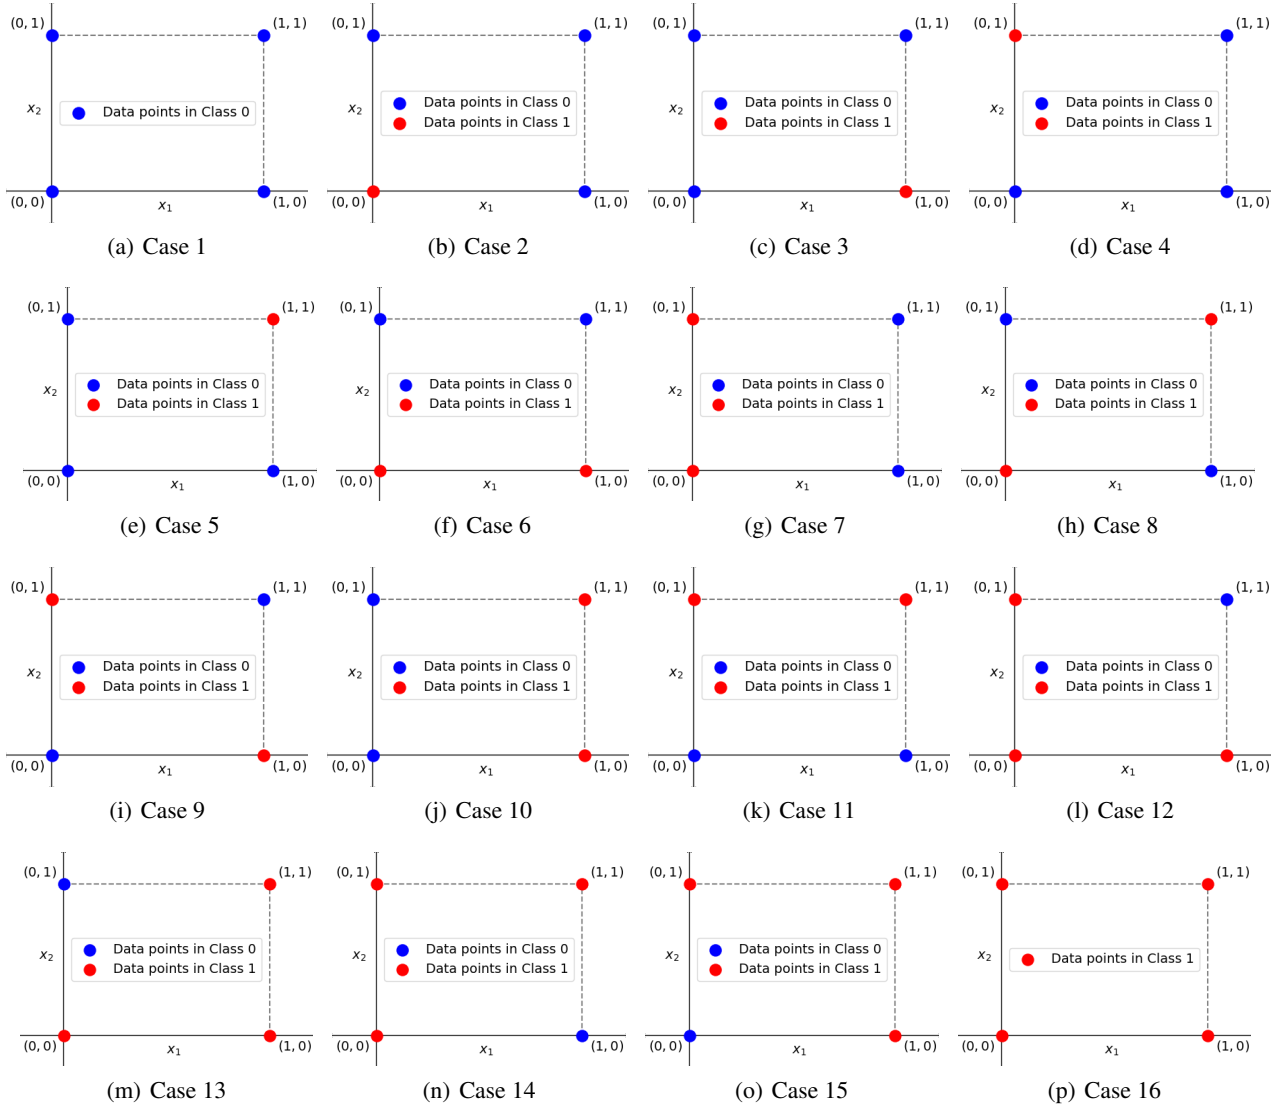 (0, 1) (1, 1) (0, 1) (1, 1) (0, 1) (1, 1) (0, 1) (1, 1)
Data points in Class 0 Data points in Class 0 Data points in Class 0
x₂ Data points in Class 0 x₂ x₂ x₂
Data points in Class 1 Data points in Class 1 Data points in Class 1
(0, 0) x₁ (1, 0) (0, 0) x₁ (1, 0) (0, 0) x₁ (1, 0) (0, 0) x₁ (1, 0)
(a) Case 1 (b) Case 2 (c) Case 3 (d) Case 4
(0, 1) (1, 1) (0, 1) (1, 1) (0, 1) (1, 1) (0, 1) (1, 1)
Data points in Class 0 Data points in Class 0 Data points in Class 0 Data points in Class 0
x₂ x₂ x₂ x₂
Data points in Class 1 Data points in Class 1 Data points in Class 1 Data points in Class 1
(0, 0) x₁ (1, 0) (0, 0) x₁ (1, 0) (0, 0) x₁ (1, 0) (0, 0) x₁ (1, 0)
(e) Case 5 (f) Case 6 (g) Case 7 (h) Case 8
(0, 1) (1, 1) (0, 1) (1, 1) (0, 1) (1, 1) (0, 1) (1, 1)
Data points in Class 0 Data points in Class 0 Data points in Class 0 Data points in Class 0
x₂ x₂ x₂ x₂
Data points in Class 1 Data points in Class 1 Data points in Class 1 Data points in Class 1
(0, 0) x₁ (1, 0) (0, 0) x₁ (1, 0) (0, 0) x₁ (1, 0) (0, 0) x₁ (1, 0)
(i) Case 9 (j) Case 10 (k) Case 11 (l) Case 12
(0, 1) (1, 1) (0, 1) (1, 1) (0, 1) (1, 1) (0, 1) (1, 1)
Data points in Class 0 Data points in Class 0 Data points in Class 0
x₂ x₂ x₂ x₂ Data points in Class 1
Data points in Class 1 Data points in Class 1 Data points in Class 1
(0, 0) x₁ (1, 0) (0, 0) x₁ (1, 0) (0, 0) x₁ (1, 0) (0, 0) x₁ (1, 0)
(m) Case 13 (n) Case 14 (o) Case 15 (p) Case 16